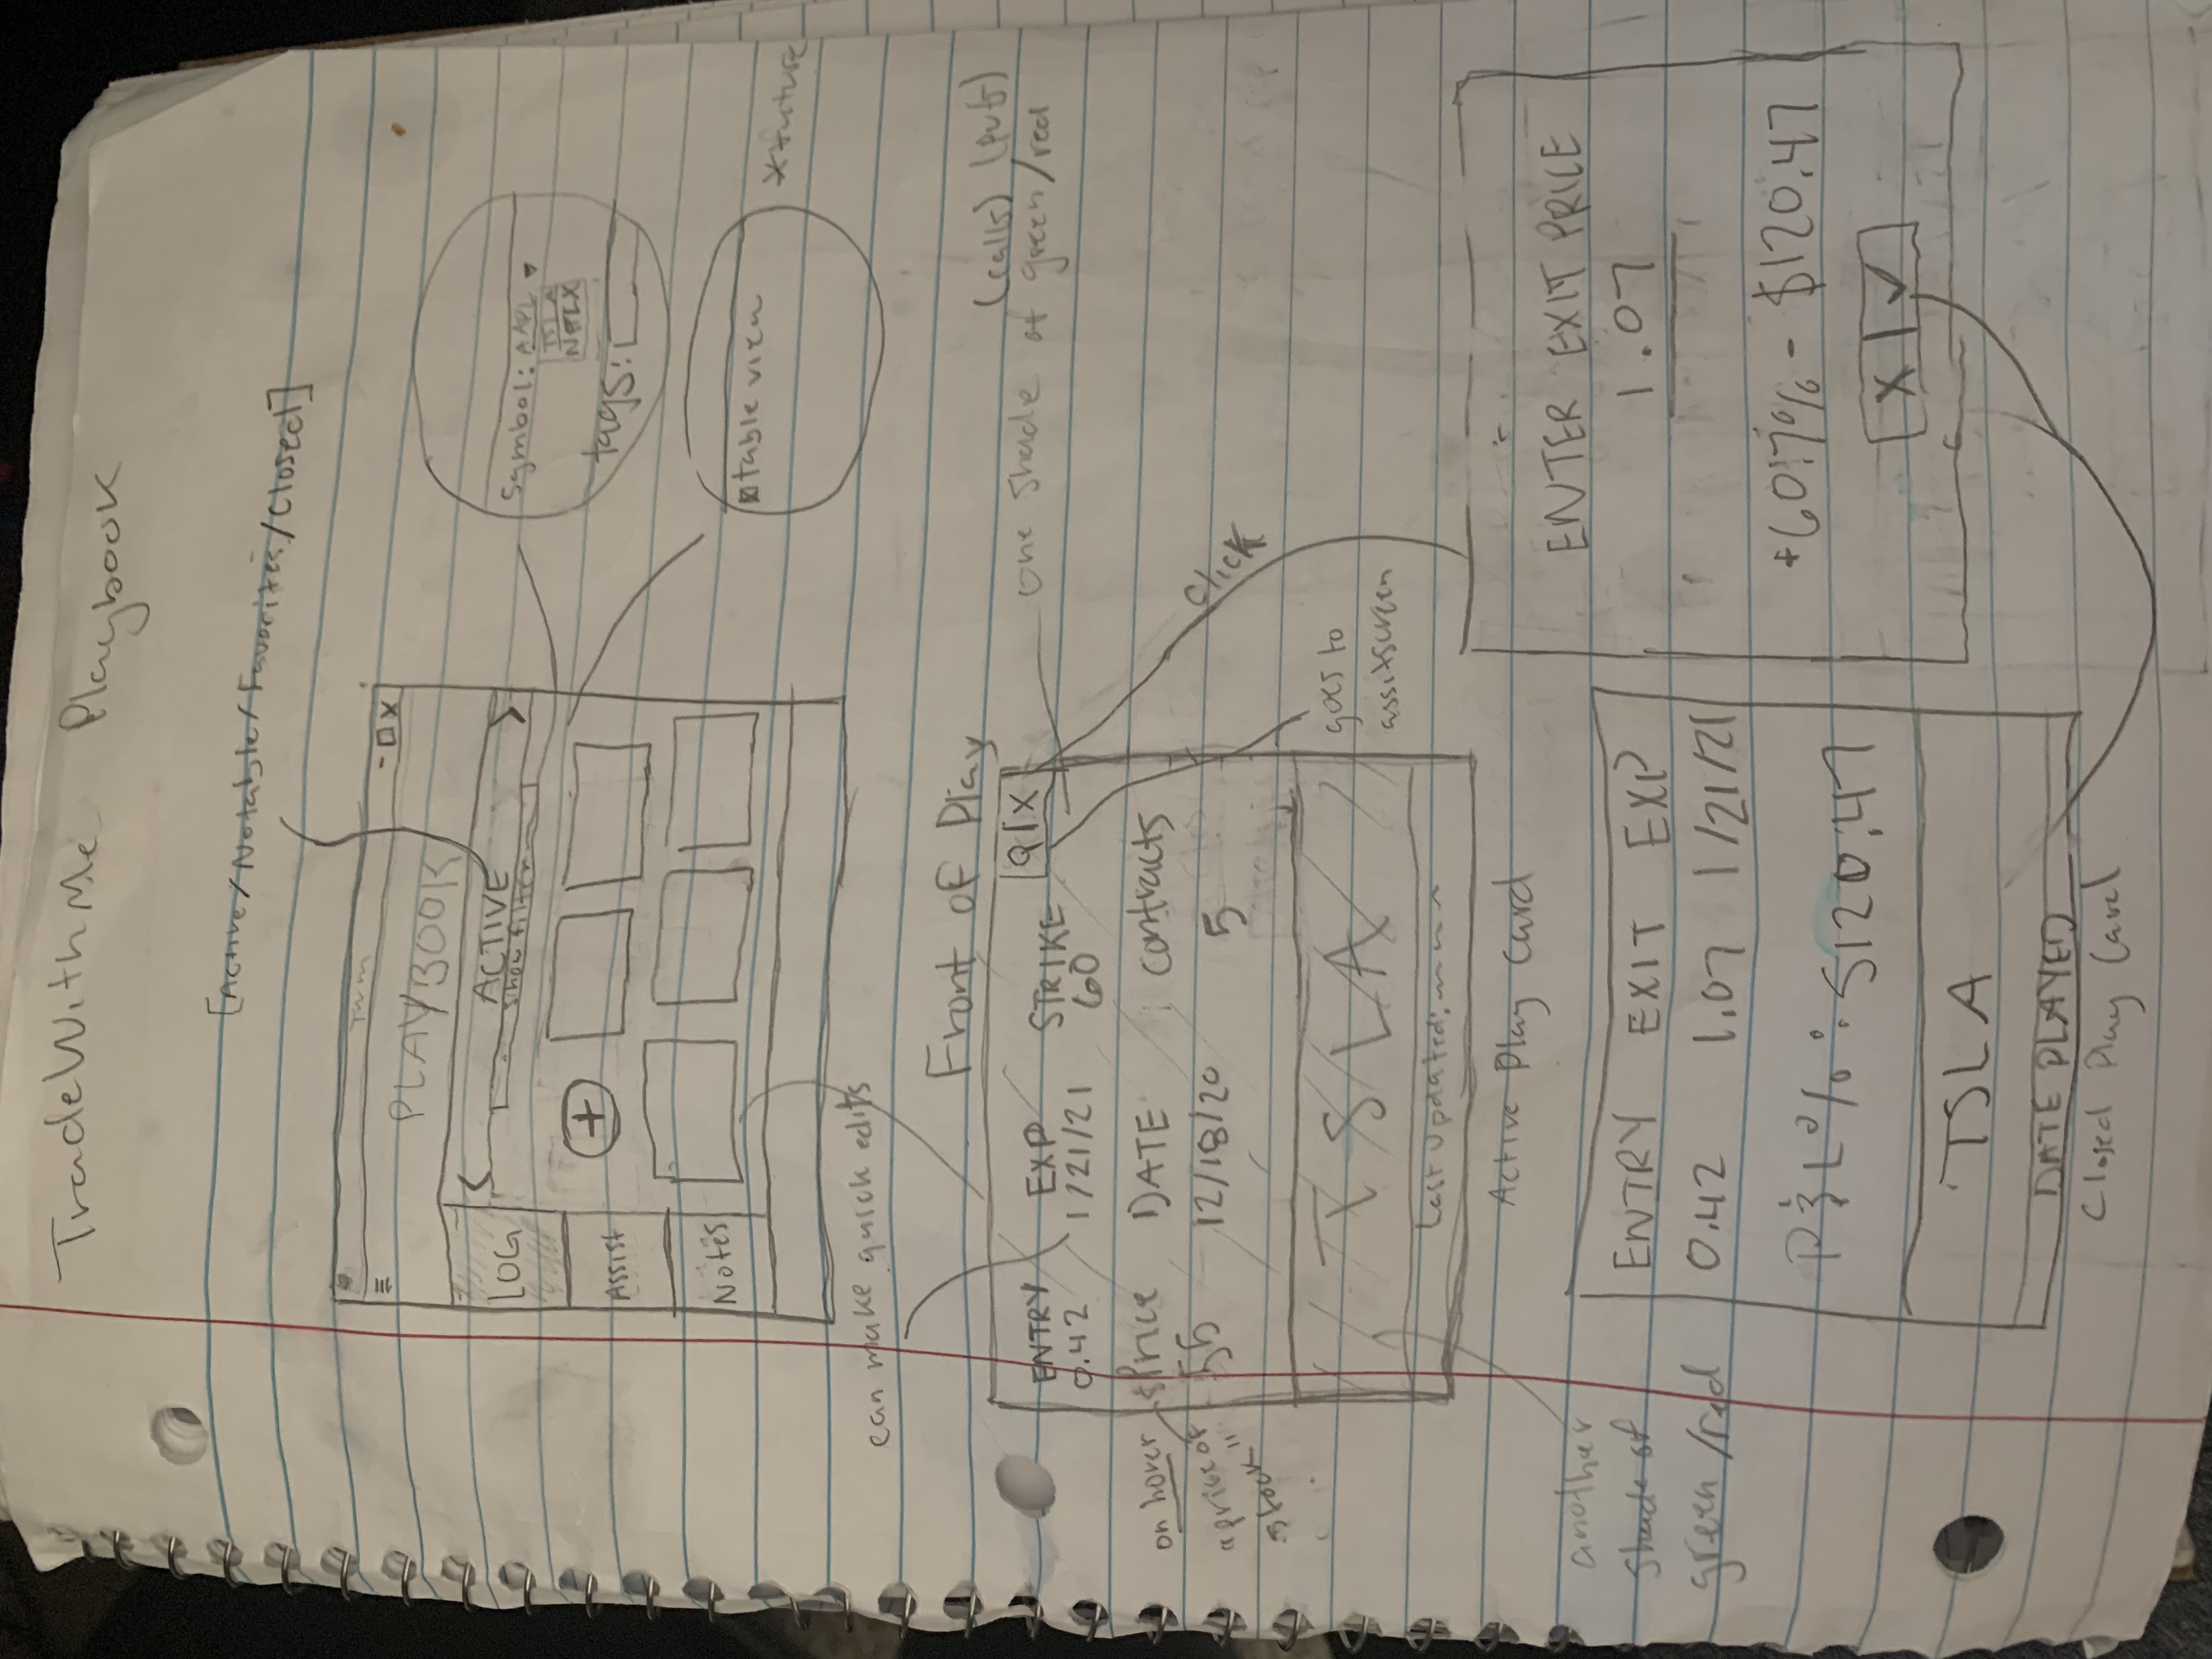 TradeWithMe Playbook
[Active/Notable/Favorites/Closed]
Twm
- □ X
PLAYBOOK
LOG
< ACTIVE >
Show filter
Assist
+
Notes
Symbol: AAPL ▾
TSLA
NFLX
tags:
table view
*future
can make quick edits
Front of Play
(calls) (puts)
one shade of green/red
Q | X
ENTRY EXP STRIKE
0.42 1/21/21 60
on hover
"price of stock"
Price DATE contracts
55 12/18/20 5
click
TSLA
goes to
assitscreen
Last updated:
Active Play Card
another
shade of
green/red
ENTER EXIT PRICE
1.07
+60.7% - $120.47
X | ✓
ENTRY EXIT EXP
0.42 1.07 1/21/21
P&L% : $120.47
TSLA
DATE PLAYED
Closed Play Card